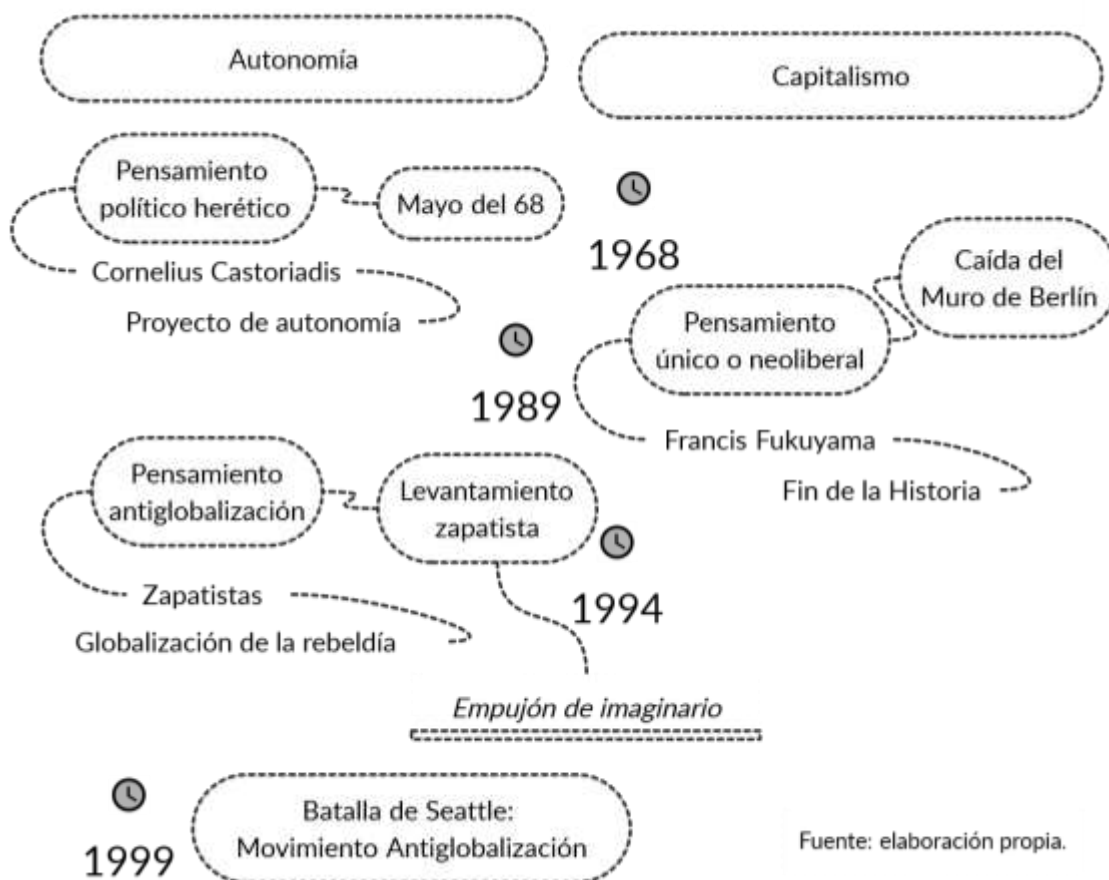 Autonomía
Capitalismo
Pensamiento
político herético
Mayo del 68
1968
Caída del
Muro de Berlín
Cornelius Castoriadis
Proyecto de autonomía
Pensamiento
único o neoliberal
1989
Francis Fukuyama
Fin de la Historia
Pensamiento
antiglobalización
Levantamiento
zapatista
1994
Zapatistas
Globalización de la rebeldía
Empujón de imaginario
1999
Batalla de Seattle:
Movimiento Antiglobalización
Fuente: elaboración propia.